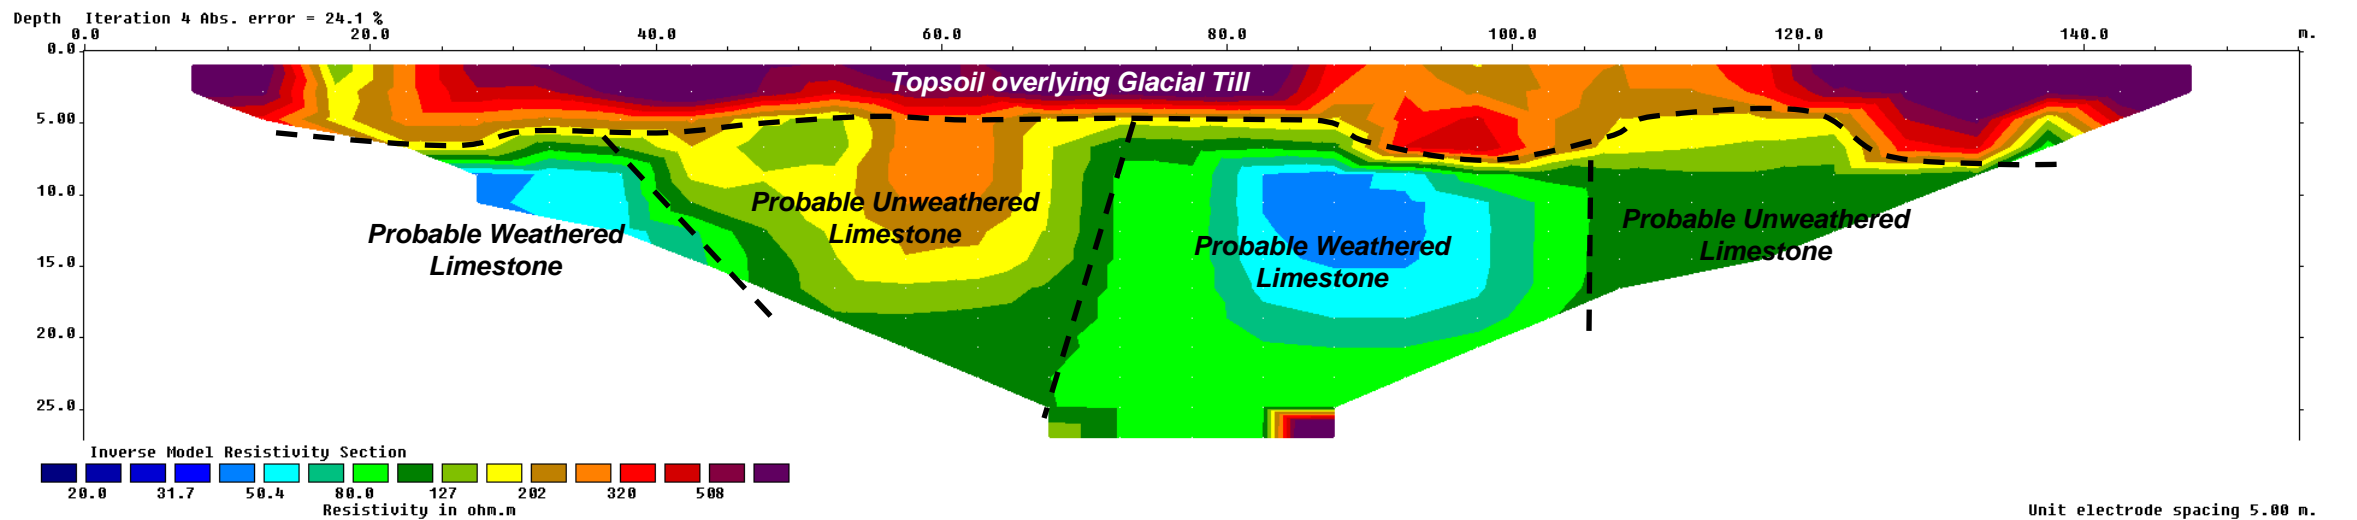 Depth Iteration 4 Abs. error = 24.1 %
0.0 20.0 40.0 60.0 80.0 100.0 120.0 140.0 m.
0.0
Topsoil overlying Glacial Till
5.00
10.0
Probable Unweathered
Limestone
Probable Weathered
Limestone
Probable Weathered
Limestone
Probable Unweathered
Limestone
15.0
20.0
25.0
Inverse Model Resistivity Section
20.0 31.7 50.4 80.0 127 202 320 508
Resistivity in ohm.m
Unit electrode spacing 5.00 m.